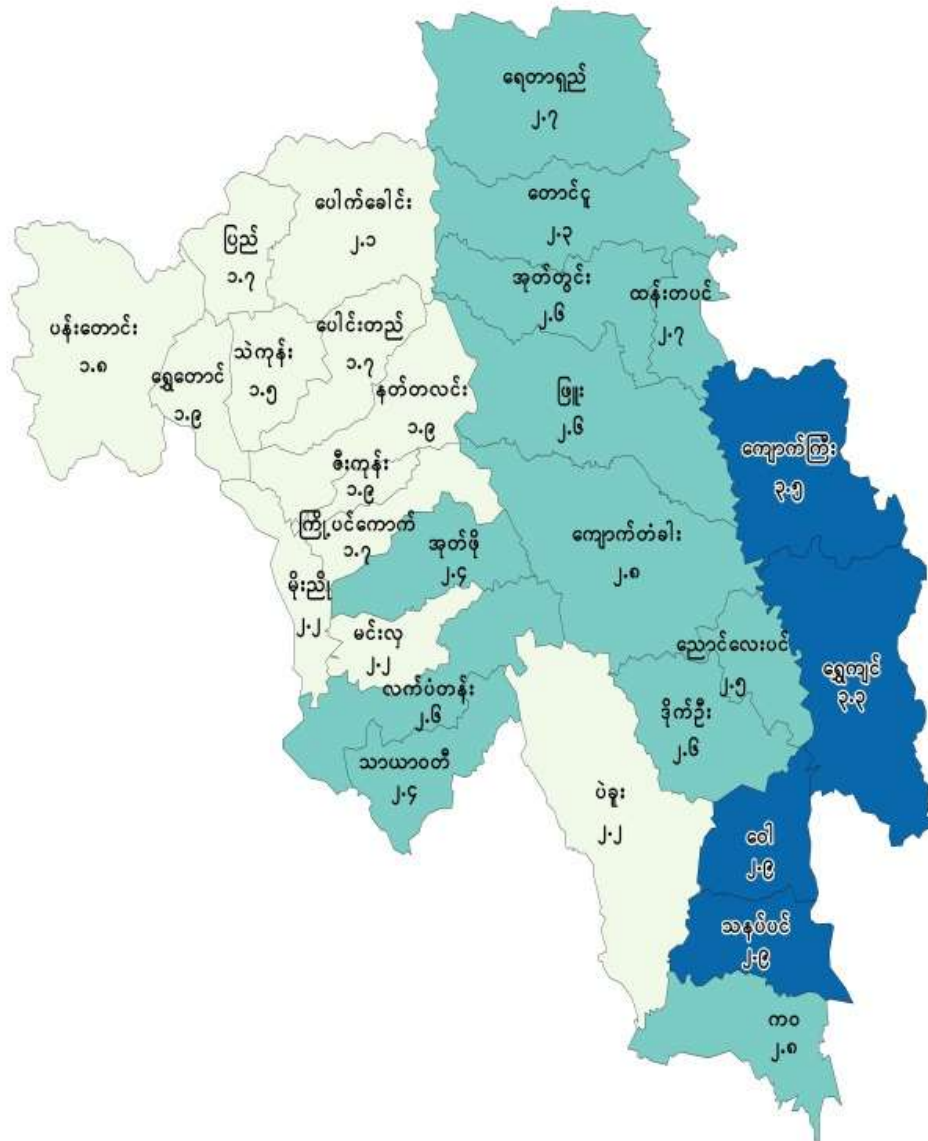 ရေတာရှည်
၂.၇
တောင်ငူ
၂.၃
ပေါက်ခေါင်း
၂.၁
ပြည်
၁.၇
အုတ်တွင်း
၂.၆
ထန်းတပင်
၂.၇
ပန်းတောင်း
၁.၈
ရွှေတောင်
၁.၉
သဲကုန်း
၁.၅
ပေါင်းတည်
၁.၇
နတ်တလင်း
၁.၉
ဖြူး
၂.၆
ကျောက်ကြီး
၃.၅
ဇီးကုန်း
၁.၉
ကြို့ပင်ကောက်
၁.၇
အုတ်ဖို
၂.၄
ကျောက်တံခါး
၂.၈
မိုးညို
၂.၂
မင်းလှ
၂.၂
ညောင်လေးပင်
၂.၅
ရွှေကျင်
၃.၃
လက်ပံတန်း
၂.၆
ဒိုက်ဦး
၂.၆
သာယာဝတီ
၂.၄
ပဲခူး
၂.၂
ဝေါ
၂.၉
သနပ်ပင်
၂.၉
ကဝ
၂.၈